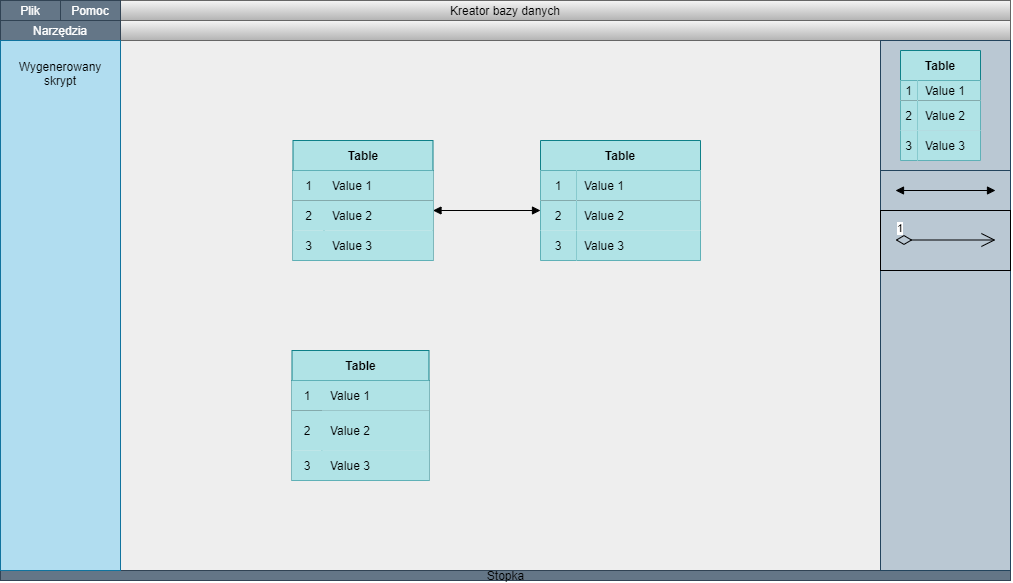 Plik Pomoc Kreator bazy danych
Narzędzia
Wygenerowany
skrypt
Table
1 Value 1
2 Value 2
3 Value 3
Table
1 Value 1
2 Value 2
3 Value 3
Table
1 Value 1
2 Value 2
3 Value 3
Table
1 Value 1
2 Value 2
3 Value 3
1
Stopka